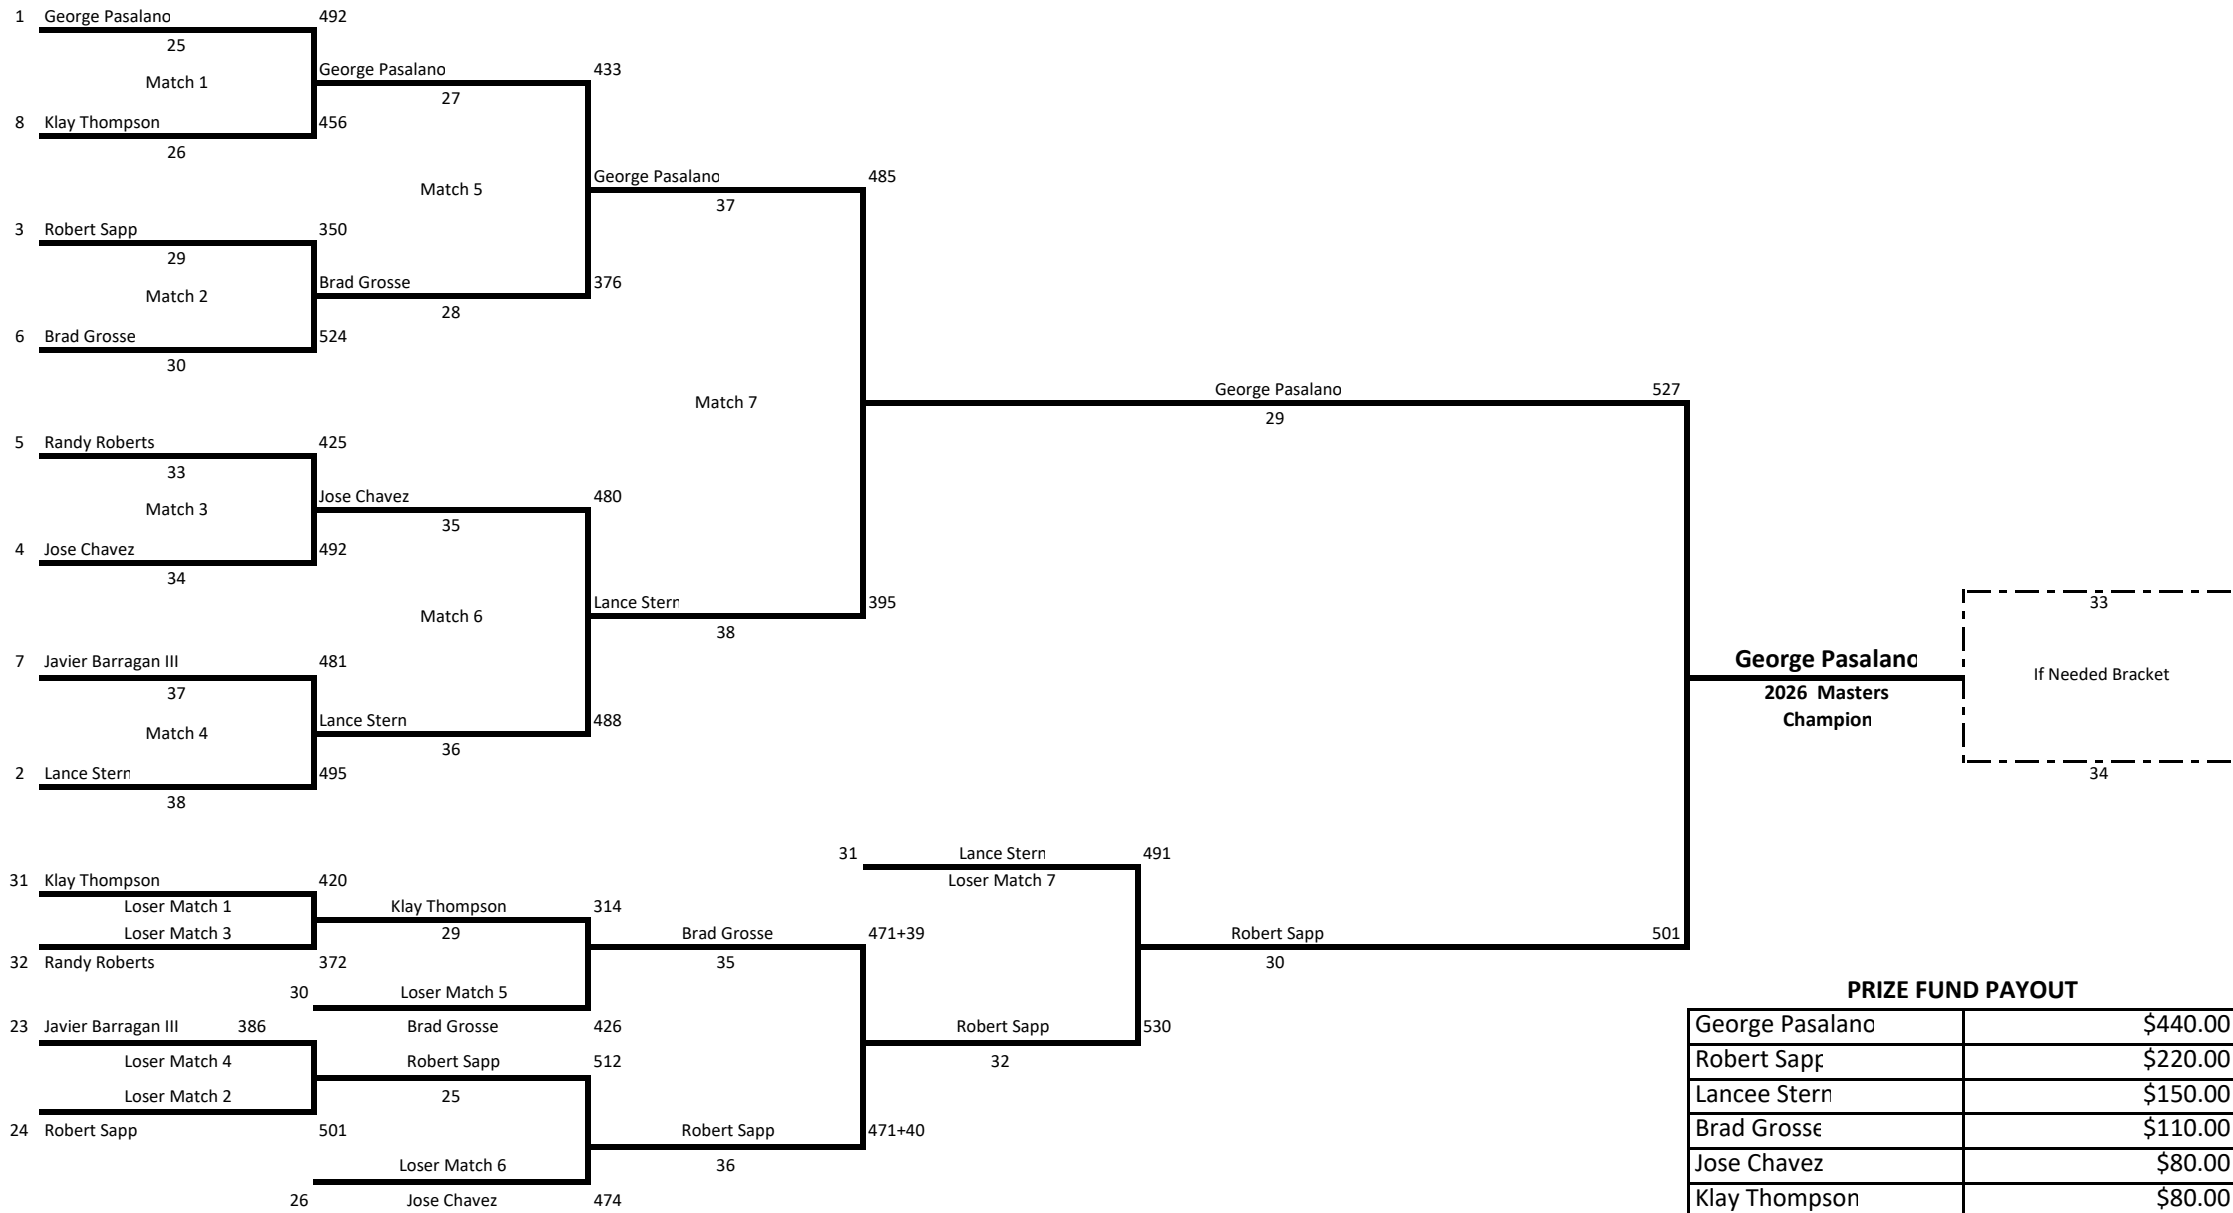 1 George Pasalano 492
25
George Pasalano 433
Match 1
27
8 Klay Thompson 456
26
George Pasalano 485
Match 5
37
3 Robert Sapp 350
29
Brad Grosse 376
Match 2
28
6 Brad Grosse 524
30
George Pasalano 527
Match 7
29
5 Randy Roberts 425
33
Jose Chavez 480
Match 3
35
4 Jose Chavez 492
34
Lance Stern 395
33
Match 6
38
7 Javier Barragan III 481
George Pasalano
If Needed Bracket
37
2026 Masters
Champion
Lance Stern 488
Match 4
36
2 Lance Stern 495
34
38
31 Lance Stern 491
31 Klay Thompson 420
Loser Match 7
Loser Match 1
Klay Thompson 314
Loser Match 3
29
Brad Grosse 471+39
Robert Sapp 501
32 Randy Roberts 372
35
30
30 Loser Match 5
PRIZE FUND PAYOUT
23 Javier Barragan III 386
Brad Grosse 426
Robert Sapp 530
George Pasalano $440.00
Loser Match 4
Robert Sapp 512
32
Robert Sapp $220.00
Loser Match 2
25
Lancee Stern $150.00
24 Robert Sapp 501
Robert Sapp 471+40
Brad Grosse $110.00
Loser Match 6
36
Jose Chavez $80.00
26 Jose Chavez 474
Klay Thompson $80.00